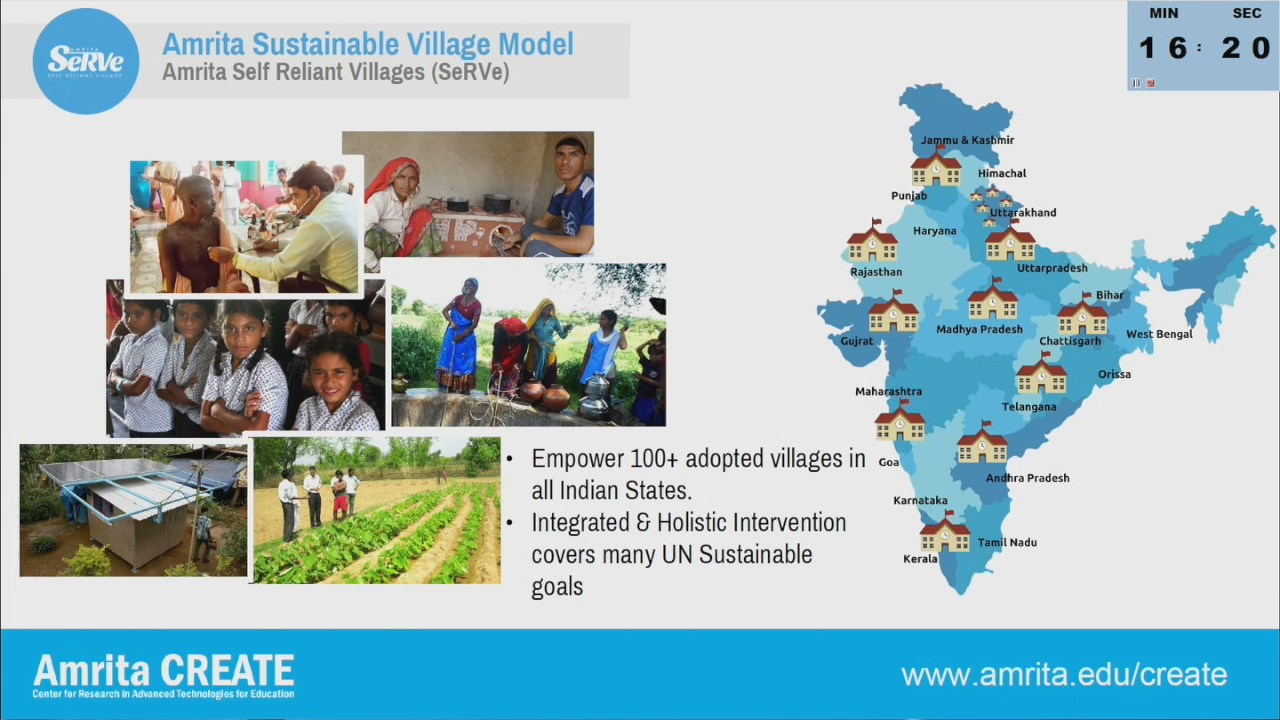 AMRITA
SeRVe
SELF RELIANT VILLAGE
Amrita Sustainable Village Model
Amrita Self Reliant Villages (SeRVe)
MIN SEC
16 : 20
Jammu & Kashmir
Himachal
Punjab
Uttarakhand
Haryana
Uttarpradesh
Rajasthan
Bihar
Madhya Pradesh
West Bengal
Gujrat
Chattisgarh
Orissa
Maharashtra
Telangana
Goa
Andhra Pradesh
Karnataka
Tamil Nadu
Kerala
• Empower 100+ adopted villages in
all Indian States.
• Integrated & Holistic Intervention
covers many UN Sustainable
goals
Amrita CREATE
Center for Research in Advanced Technologies for Education
www.amrita.edu/create